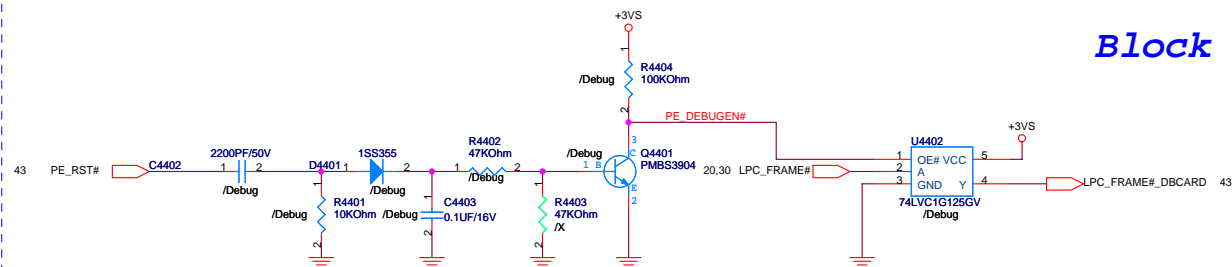 Block
+3VS
1
R4404
100KOhm
/Debug
2
PE_DEBUGEN#
43 PE_RST#
C4402
2200PF/50V
1 2
/Debug
D4401
1SS355
1 2
/Debug
R4401
10KOhm
/Debug
1
2
C4403
0.1UF/16V
/Debug
1
2
R4402
47KOhm
1 2
/Debug
R4403
47KOhm
/X
1
2
/Debug
Q4401
PMBS3904
3
C
1 B
E
2
20,30 LPC_FRAME#
U4402
1 OE# VCC 5
2 A
3 GND Y 4
74LVC1G125GV
/Debug
+3VS
LPC_FRAME#_DBCARD 43